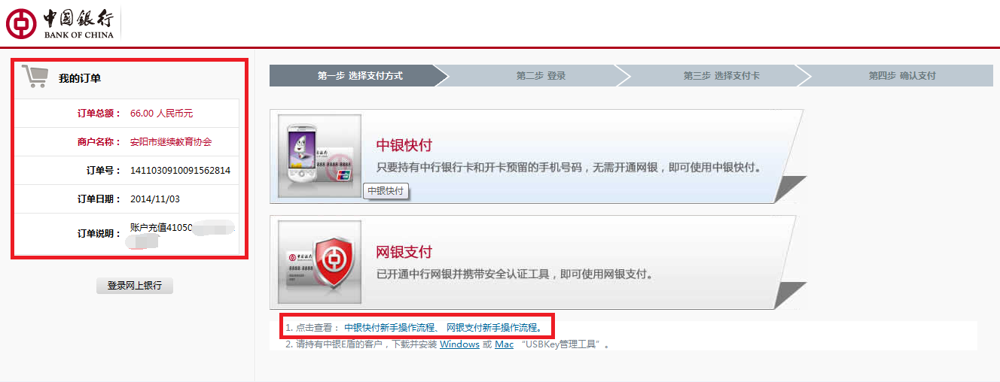 中国銀行
BANK OF CHINA
我的订单
订单总额： 66.00 人民币元
商户名称： 安阳市继续教育协会
订单号： 1411030910091562814
订单日期： 2014/11/03
订单说明： 账户充值41050
登录网上银行
第一步 选择支付方式
第二步 登录
第三步 选择支付卡
第四步 确认支付
8888 8888 8888
中银快付
只要持有中行银行卡和开卡预留的手机号码，无需开通网银，即可使用中银快付。
中银快付
8888 8888
网银支付
已开通中行网银并携带安全认证工具，即可使用网银支付。
1. 点击查看： 中银快付新手操作流程、 网银支付新手操作流程。
2. 请持有中银E盾的客户，下载并安装 Windows 或 Mac “USBKey管理工具”。